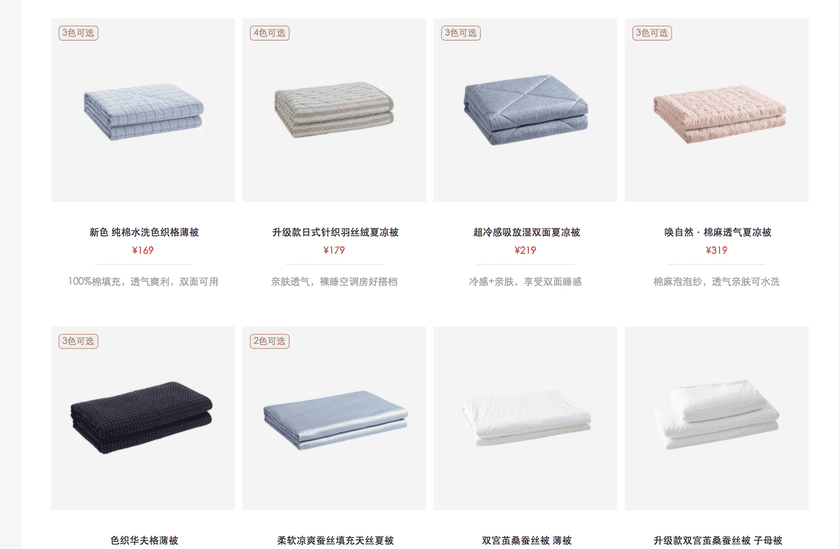 3色可选
4色可选
3色可选
3色可选
新色 纯棉水洗色织格薄被
升级款日式针织羽丝绒夏凉被
超冷感吸放湿双面夏凉被
唤自然·棉麻透气夏凉被
¥169
¥179
¥219
¥319
100%棉填充，透气爽利，双面可用
亲肤透气，裸睡空调房好搭档
冷感+亲肤，享受双面睡感
棉麻泡泡纱，透气亲肤可水洗
3色可选
2色可选
色织华夫格薄被
柔软凉爽蚕丝填充天丝夏被
双宫茧桑蚕丝被 薄被
升级款双宫茧桑蚕丝被 子母被